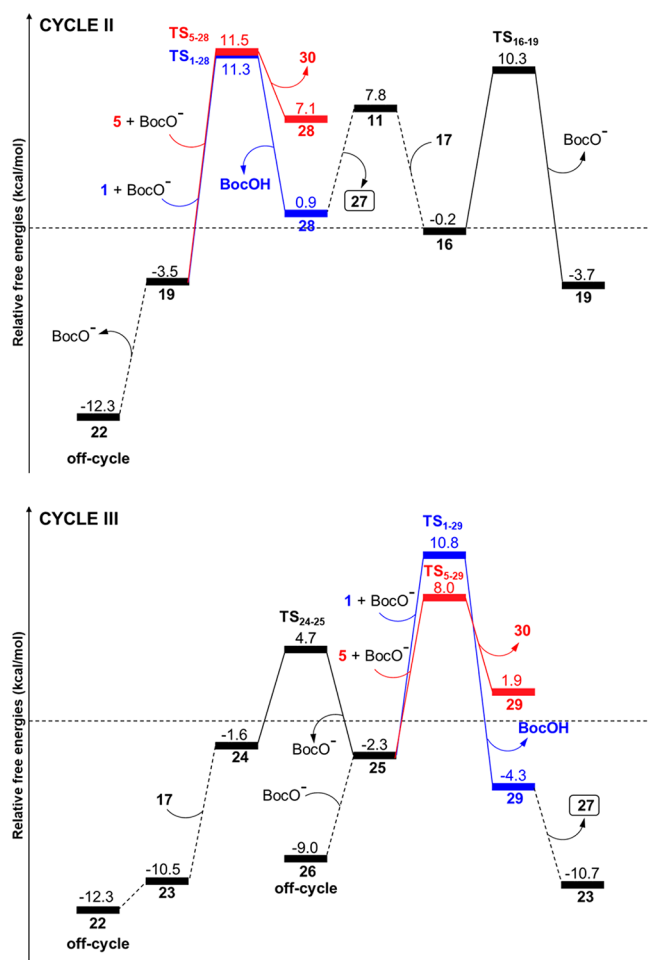 CYCLE II
Relative free energies (kcal/mol)
TS5-28 11.5
TS1-28 11.3
30
7.1
28
5 + BocO-
1 + BocO-
BocOH
0.9
28
7.8
11
27
17
TS16-19
10.3
BocO-
-0.2
16
-3.5
19
-3.7
19
BocO-
-12.3
22
off-cycle
CYCLE III
Relative free energies (kcal/mol)
TS1-29
10.8
TS5-29
8.0
1 + BocO-
5 + BocO-
30
TS24-25
4.7
1.9
29
BocOH
-1.6
24
BocO-
-2.3
25
BocO-
-4.3
29
17
27
-9.0
26
off-cycle
-10.5
23
-10.7
23
-12.3
22
off-cycle